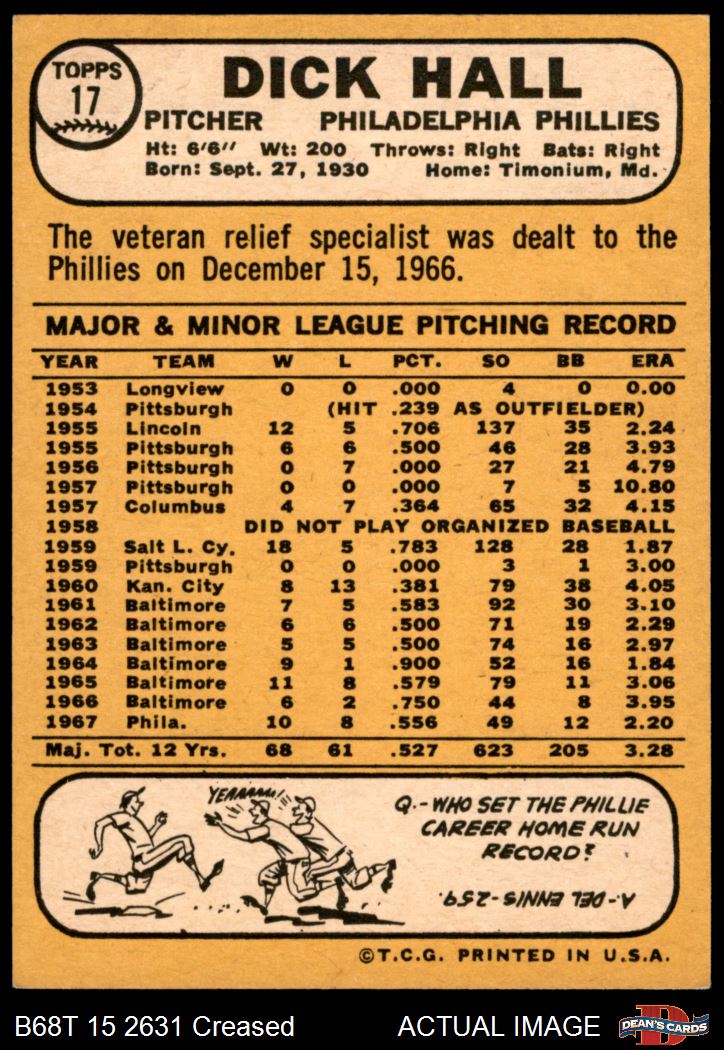 TOPPS
17
DICK HALL
PITCHER PHILADELPHIA PHILLIES
Ht: 6'6" Wt: 200 Throws: Right Bats: Right
Born: Sept. 27, 1930 Home: Timonium, Md.
The veteran relief specialist was dealt to the
Phillies on December 15, 1966.
MAJOR & MINOR LEAGUE PITCHING RECORD
YEAR TEAM W L PCT. SO BB ERA
1953 Longview 0 0 .000 4 0 0.00
1954 Pittsburgh (HIT .239 AS OUTFIELDER)
1955 Lincoln 12 5 .706 137 35 2.24
1955 Pittsburgh 6 6 .500 46 28 3.93
1956 Pittsburgh 0 7 .000 27 21 4.79
1957 Pittsburgh 0 0 .000 7 5 10.80
1957 Columbus 4 7 .364 65 32 4.15
1958 DID NOT PLAY ORGANIZED BASEBALL
1959 Salt L. Cy. 18 5 .783 128 28 1.87
1959 Pittsburgh 0 0 .000 3 1 3.00
1960 Kan. City 8 13 .381 79 38 4.05
1961 Baltimore 7 5 .583 92 30 3.10
1962 Baltimore 6 6 .500 71 19 2.29
1963 Baltimore 5 5 .500 74 16 2.97
1964 Baltimore 9 1 .900 52 16 1.84
1965 Baltimore 11 8 .579 79 11 3.06
1966 Baltimore 6 2 .750 44 8 3.95
1967 Phila. 10 8 .556 49 12 2.20
Maj. Tot. 12 Yrs. 68 61 .527 623 205 3.28
YEAAAAA!
Q.-WHO SET THE PHILLIE
CAREER HOME RUN
RECORD?
A.-DEL ENNIS-259.
©T.C.G. PRINTED IN U.S.A.
B68T 15 2631 Creased ACTUAL IMAGE
D
DEAN'S CARDS